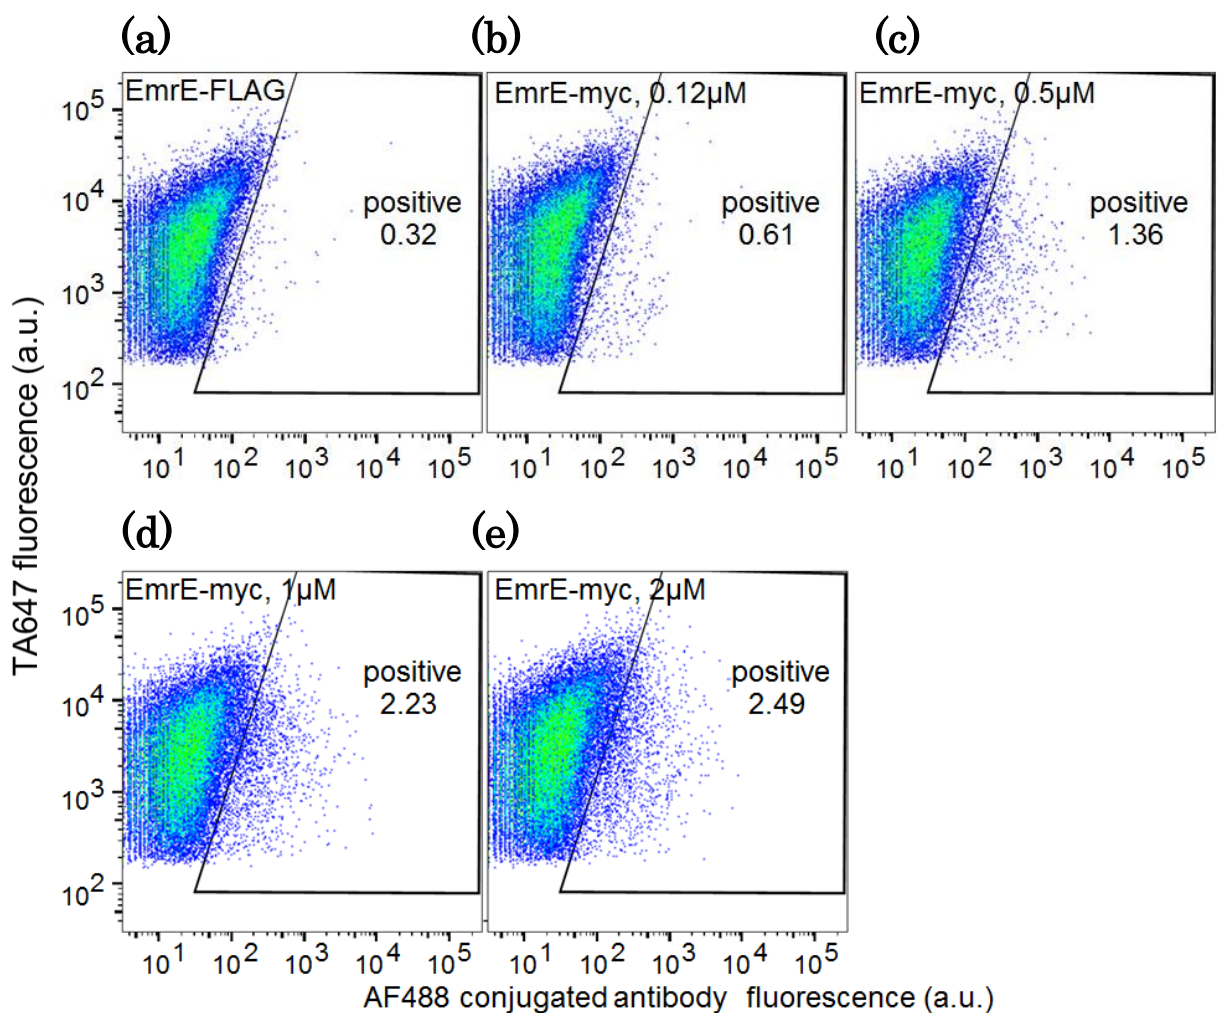 (a) (b) (c)
EmrE-FLAG EmrE-myc, 0.12µM EmrE-myc, 0.5µM
10⁵
positive positive positive
10⁴ 0.32 0.61 1.36
10³
10²
10¹ 10² 10³ 10⁴ 10⁵ 10¹ 10² 10³ 10⁴ 10⁵ 10¹ 10² 10³ 10⁴ 10⁵
TA647 fluorescence (a.u.)
(d) (e)
EmrE-myc, 1µM EmrE-myc, 2µM
10⁵
positive positive
10⁴ 2.23 2.49
10³
10²
10¹ 10² 10³ 10⁴ 10⁵ 10¹ 10² 10³ 10⁴ 10⁵
AF488 conjugated antibody fluorescence (a.u.)